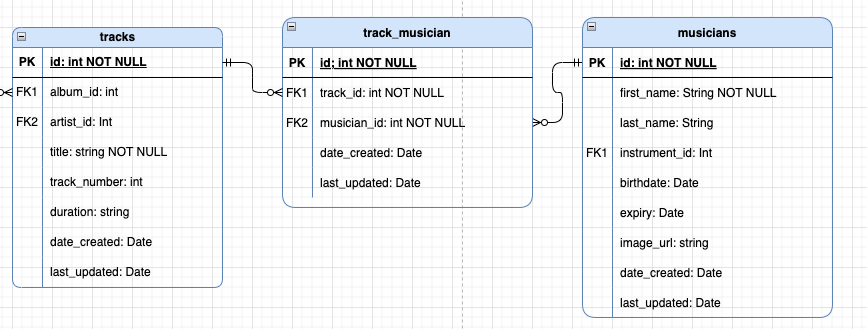 tracks
PK id: int NOT NULL
FK1 album_id: int
FK2 artist_id: Int
title: string NOT NULL
track_number: int
duration: string
date_created: Date
last_updated: Date
track_musician
PK id; int NOT NULL
FK1 track_id: int NOT NULL
FK2 musician_id: int NOT NULL
date_created: Date
last_updated: Date
musicians
PK id: int NOT NULL
first_name: String NOT NULL
last_name: String
FK1 instrument_id: Int
birthdate: Date
expiry: Date
image_url: string
date_created: Date
last_updated: Date